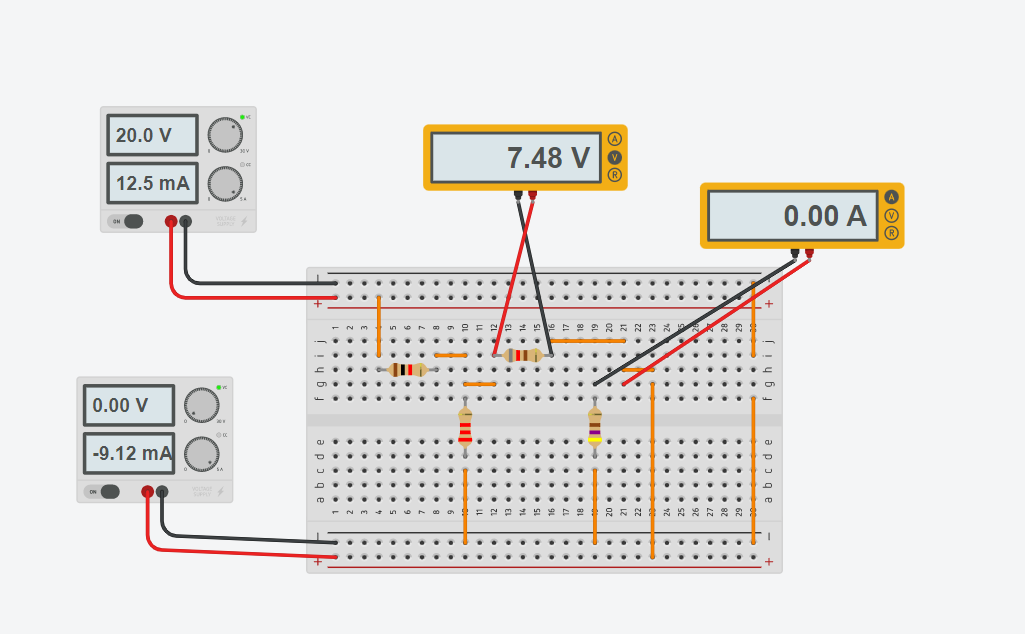 20.0 V
12.5 mA
ON
VOLTAGE
SUPPLY
7.48 V
A
V
R
0.00 A
A
V
R
0.00 V
-9.12 mA
ON
VOLTAGE
SUPPLY
+ +
1 2 3 4 5 6 7 8 9 10 11 12 13 14 15 16 17 18 19 20 21 22 23 24 25 26 27 28 29 30
j j
i i
h h
g g
f f
e e
d d
c c
b b
a a
1 2 3 4 5 6 7 8 9 10 11 12 13 14 15 16 17 18 19 20 21 22 23 24 25 26 27 28 29 30
+ +